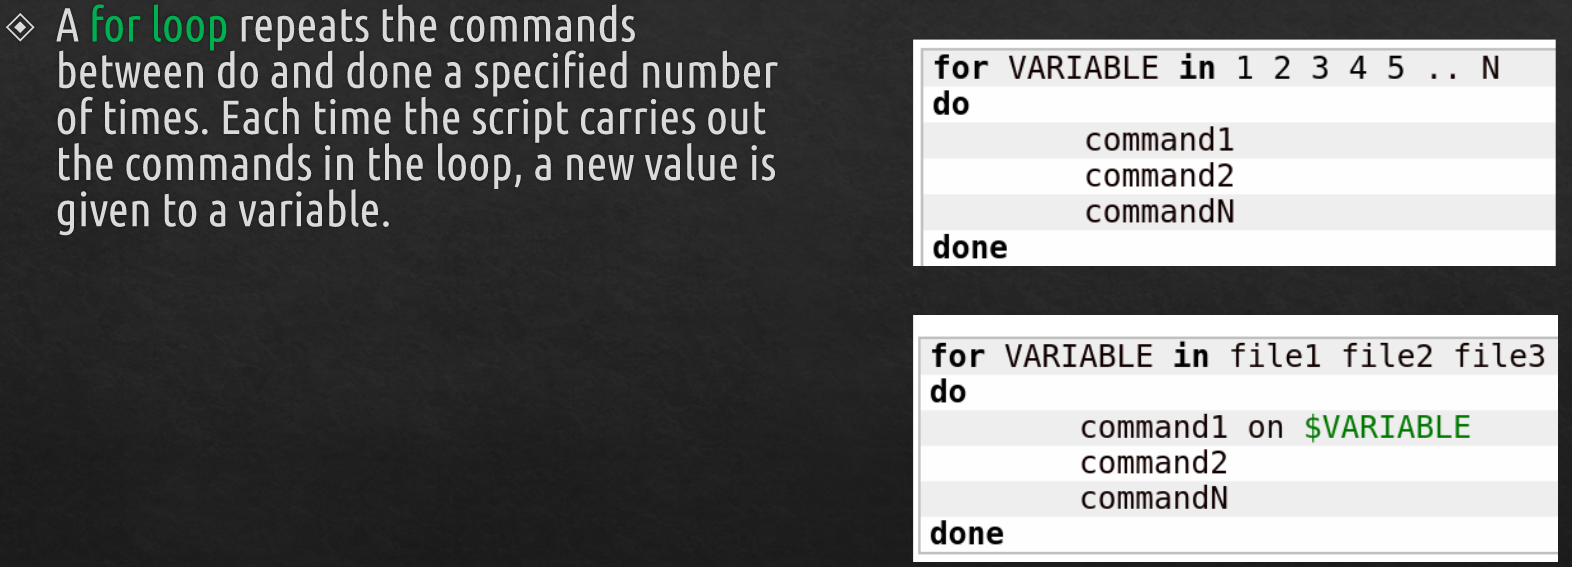 A for loop repeats the commands
between do and done a specified number
of times. Each time the script carries out
the commands in the loop, a new value is
given to a variable.
for VARIABLE in 1 2 3 4 5 .. N
do
command1
command2
commandN
done
for VARIABLE in file1 file2 file3
do
command1 on $VARIABLE
command2
commandN
done